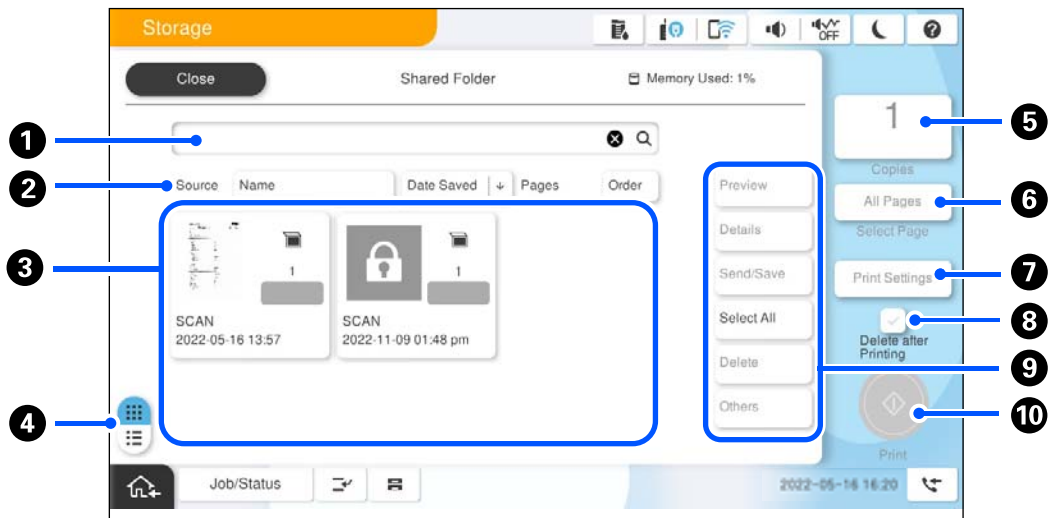 Storage
OFF
Close
Shared Folder
Memory Used: 1%
1
5
Copies
1
2
Source
Name
Date Saved
↓
Pages
Order
Preview
All Pages
6
Select Page
3
1
1
Details
Send/Save
Print Settings
7
SCAN
2022-05-16 13:57
SCAN
2022-11-09 01:48 pm
Select All
8
Delete after
Printing
Delete
9
4
Others
10
Print
Job/Status
2022-05-16 16:20